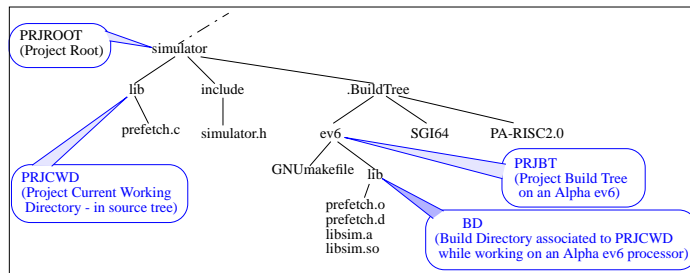 PRJROOT
(Project Root)
simulator
lib
include
.BuildTree
prefetch.c
simulator.h
ev6
SGI64
PA-RISC2.0
GNUmakefile
lib
PRJCWD
(Project Current Working
Directory - in source tree)
PRJBT
(Project Build Tree
on an Alpha ev6)
prefetch.o
prefetch.d
libsim.a
libsim.so
BD
(Build Directory associated to PRJCWD
while working on an Alpha ev6 processor)